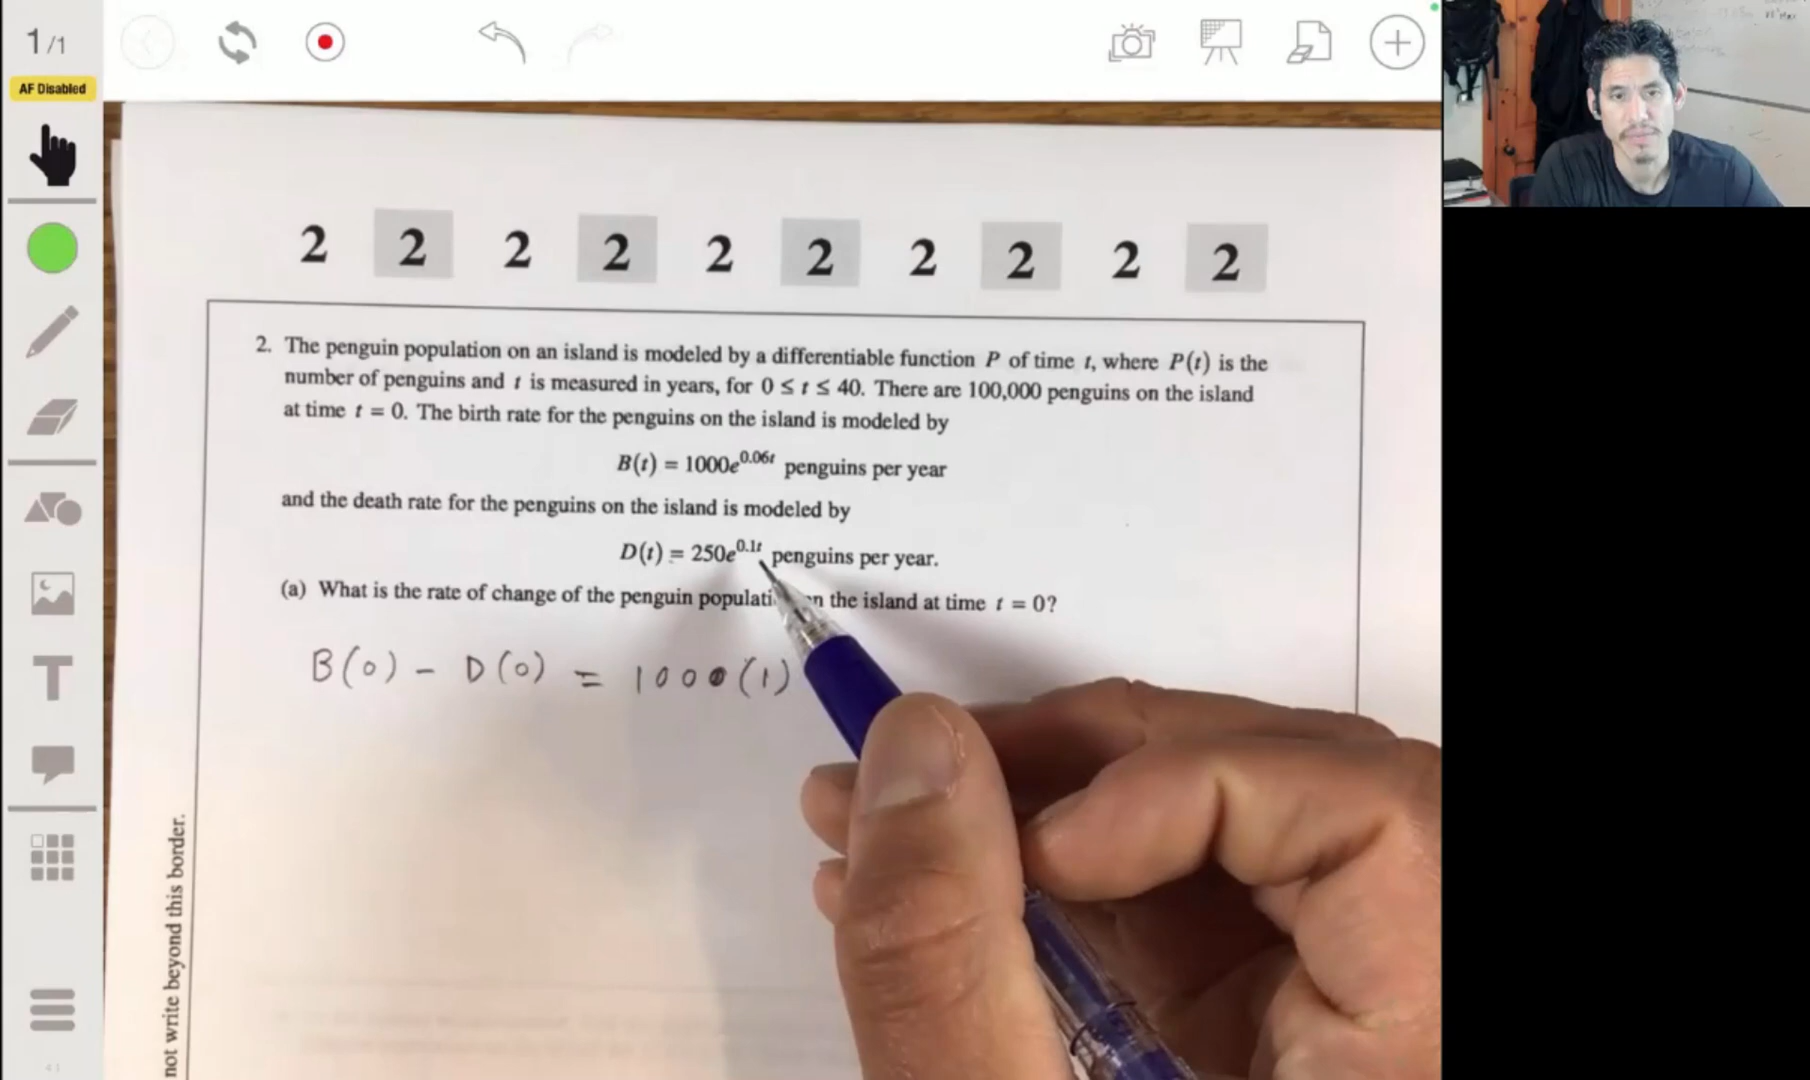 1/1
AF Disabled
T
2 2 2 2 2 2 2 2 2 2
2. The penguin population on an island is modeled by a differentiable function P of time t, where P(t) is the
number of penguins and t is measured in years, for 0 ≤ t ≤ 40. There are 100,000 penguins on the island
at time t = 0. The birth rate for the penguins on the island is modeled by
B(t) = 1000e^0.06t penguins per year
and the death rate for the penguins on the island is modeled by
D(t) = 250e^0.1t penguins per year.
(a) What is the rate of change of the penguin populati n the island at time t = 0?
B(0) - D(0) = 1000(1)
not write beyond this border.